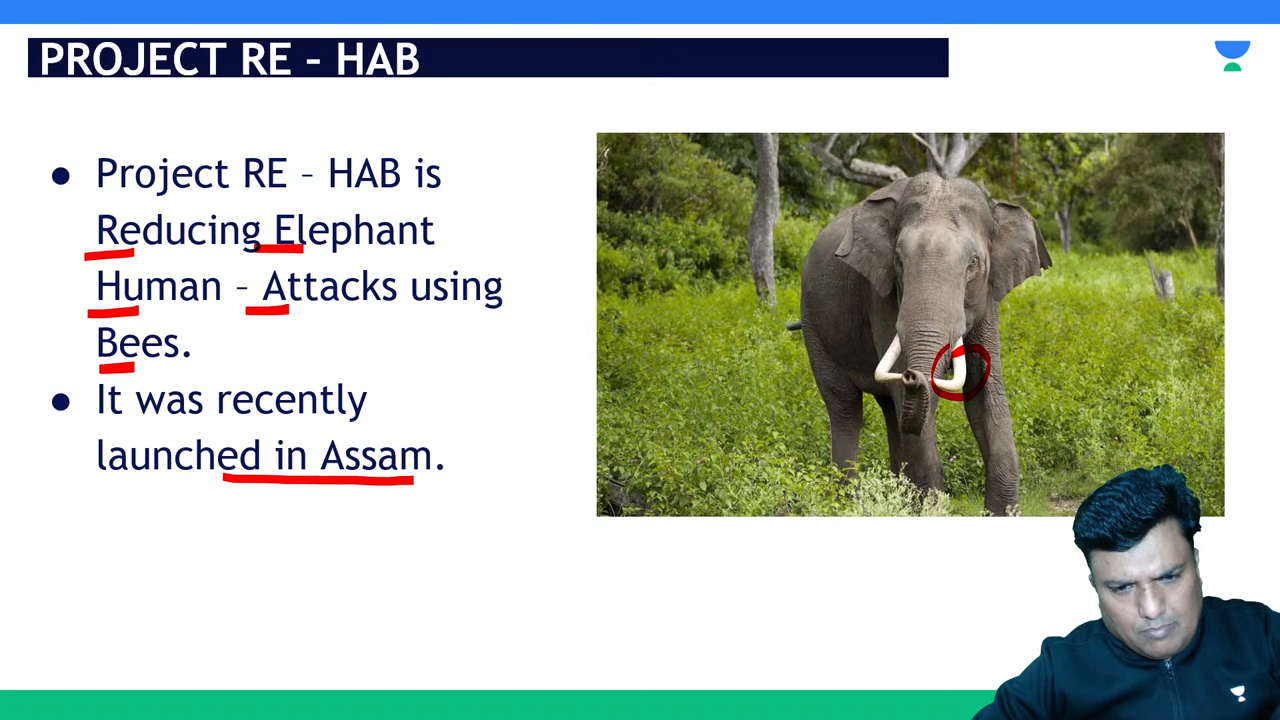 PROJECT RE – HAB
● Project RE – HAB is
Reducing Elephant
Human – Attacks using
Bees.
● It was recently
launched in Assam.